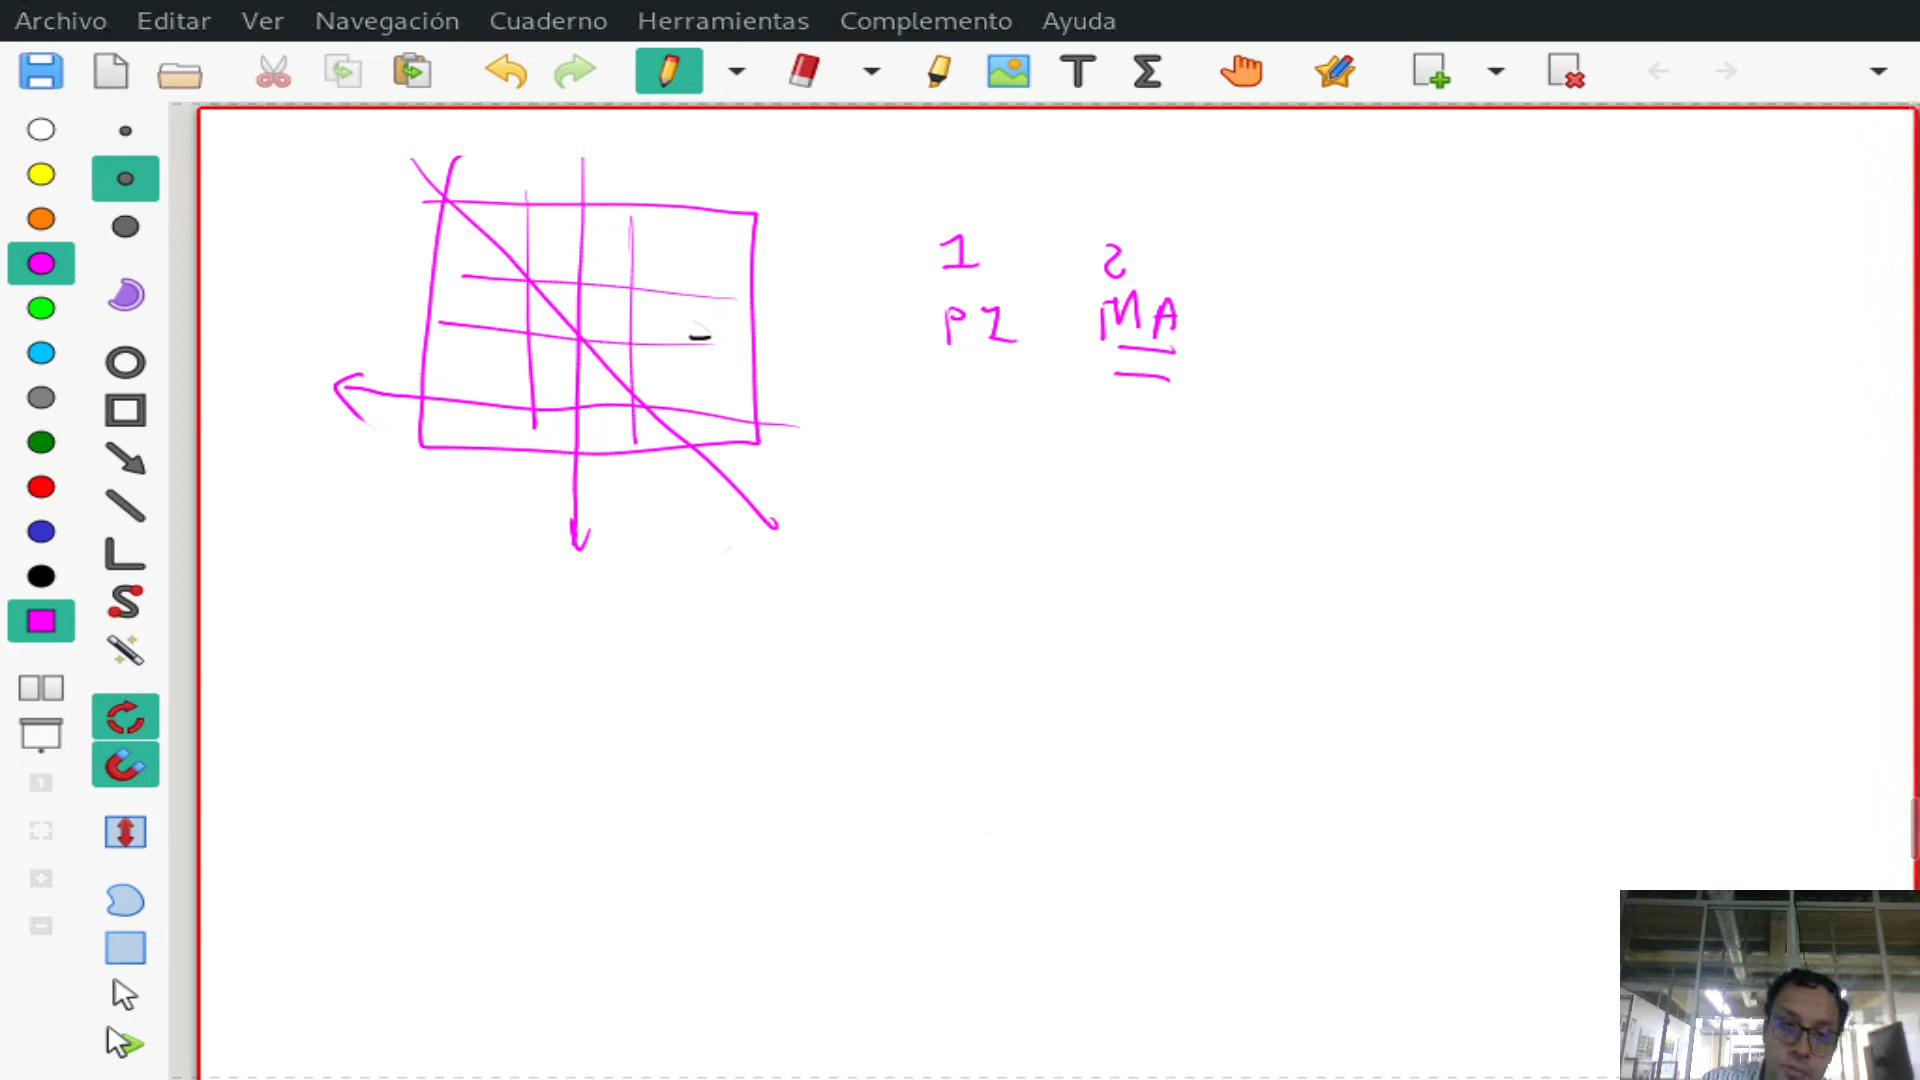 Archivo Editar Ver Navegación Cuaderno Herramientas Complemento Ayuda
1 2
PZ MA